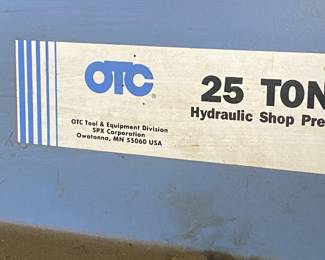 OTC®
25 TON
Hydraulic Shop Pre
OTC Tool & Equipment Division
SPX Corporation
Owatonna, MN 55060 USA